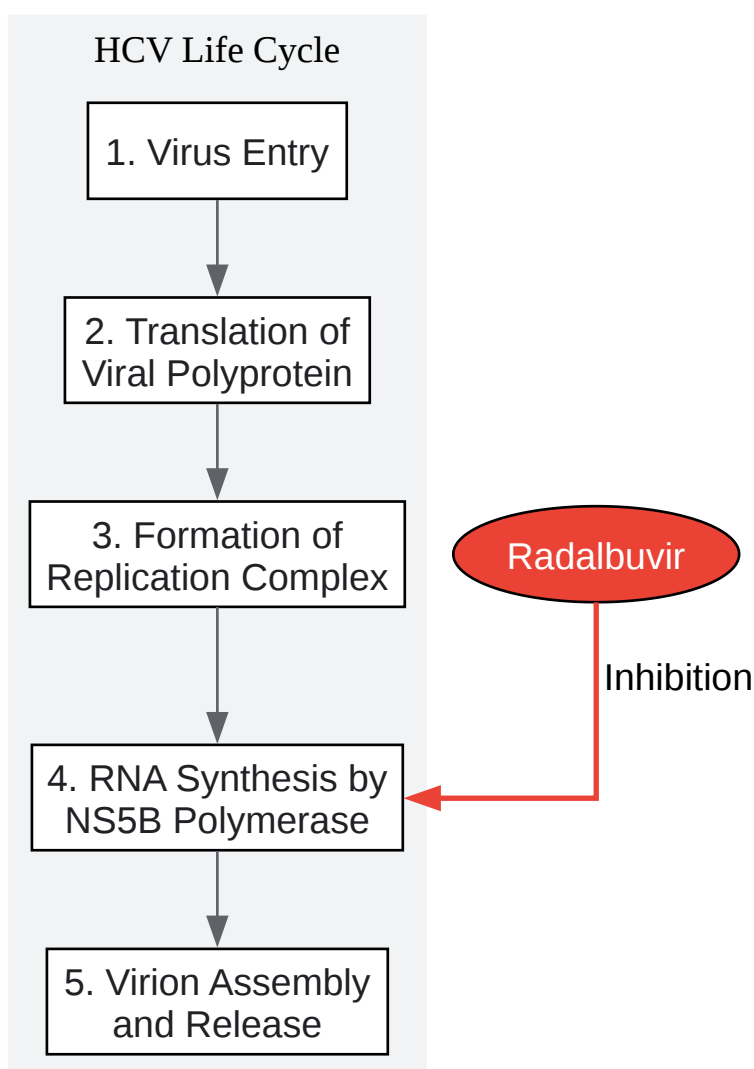 HCV Life Cycle
1. Virus Entry
2. Translation of
Viral Polyprotein
3. Formation of
Replication Complex
Radalbuvir
Inhibition
4. RNA Synthesis by
NS5B Polymerase
5. Virion Assembly
and Release